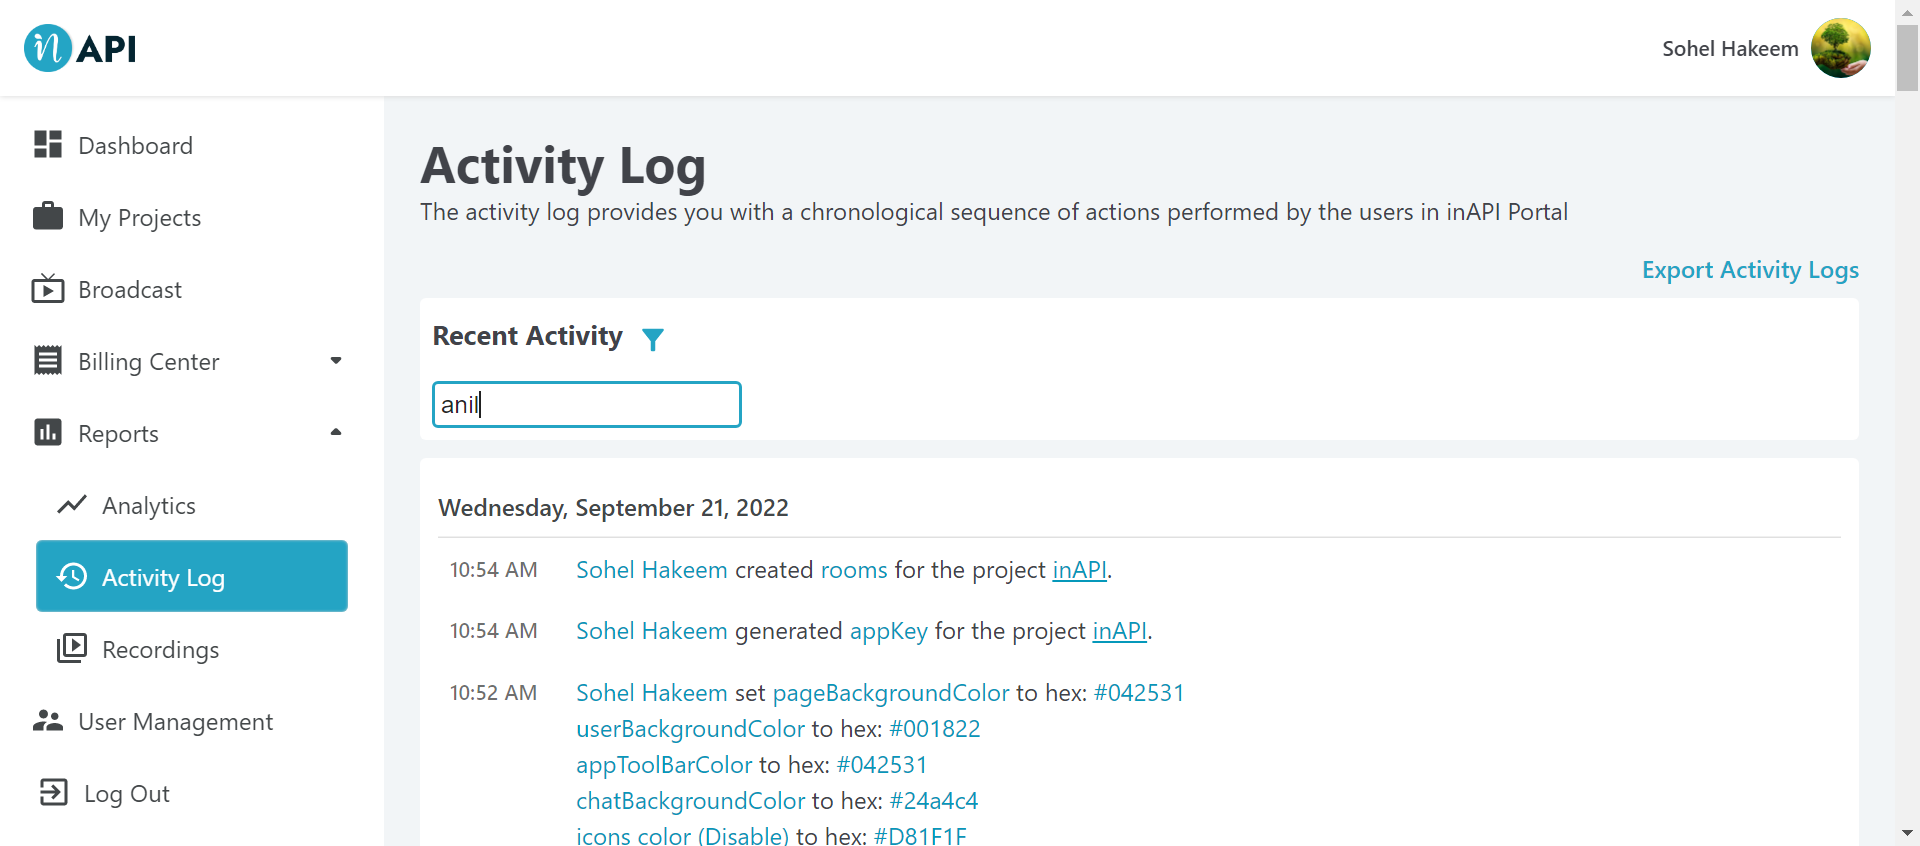 in API
Sohel Hakeem
Dashboard
My Projects
Broadcast
Billing Center
Reports
Analytics
Activity Log
Recordings
User Management
Log Out
Activity Log
The activity log provides you with a chronological sequence of actions performed by the users in inAPI Portal
Export Activity Logs
Recent Activity
anil
Wednesday, September 21, 2022
10:54 AM Sohel Hakeem created rooms for the project inAPI.
10:54 AM Sohel Hakeem generated appKey for the project inAPI.
10:52 AM Sohel Hakeem set pageBackgroundColor to hex: #042531
userBackgroundColor to hex: #001822
appToolBarColor to hex: #042531
chatBackgroundColor to hex: #24a4c4
icons color (Disable) to hex: #D81F1F